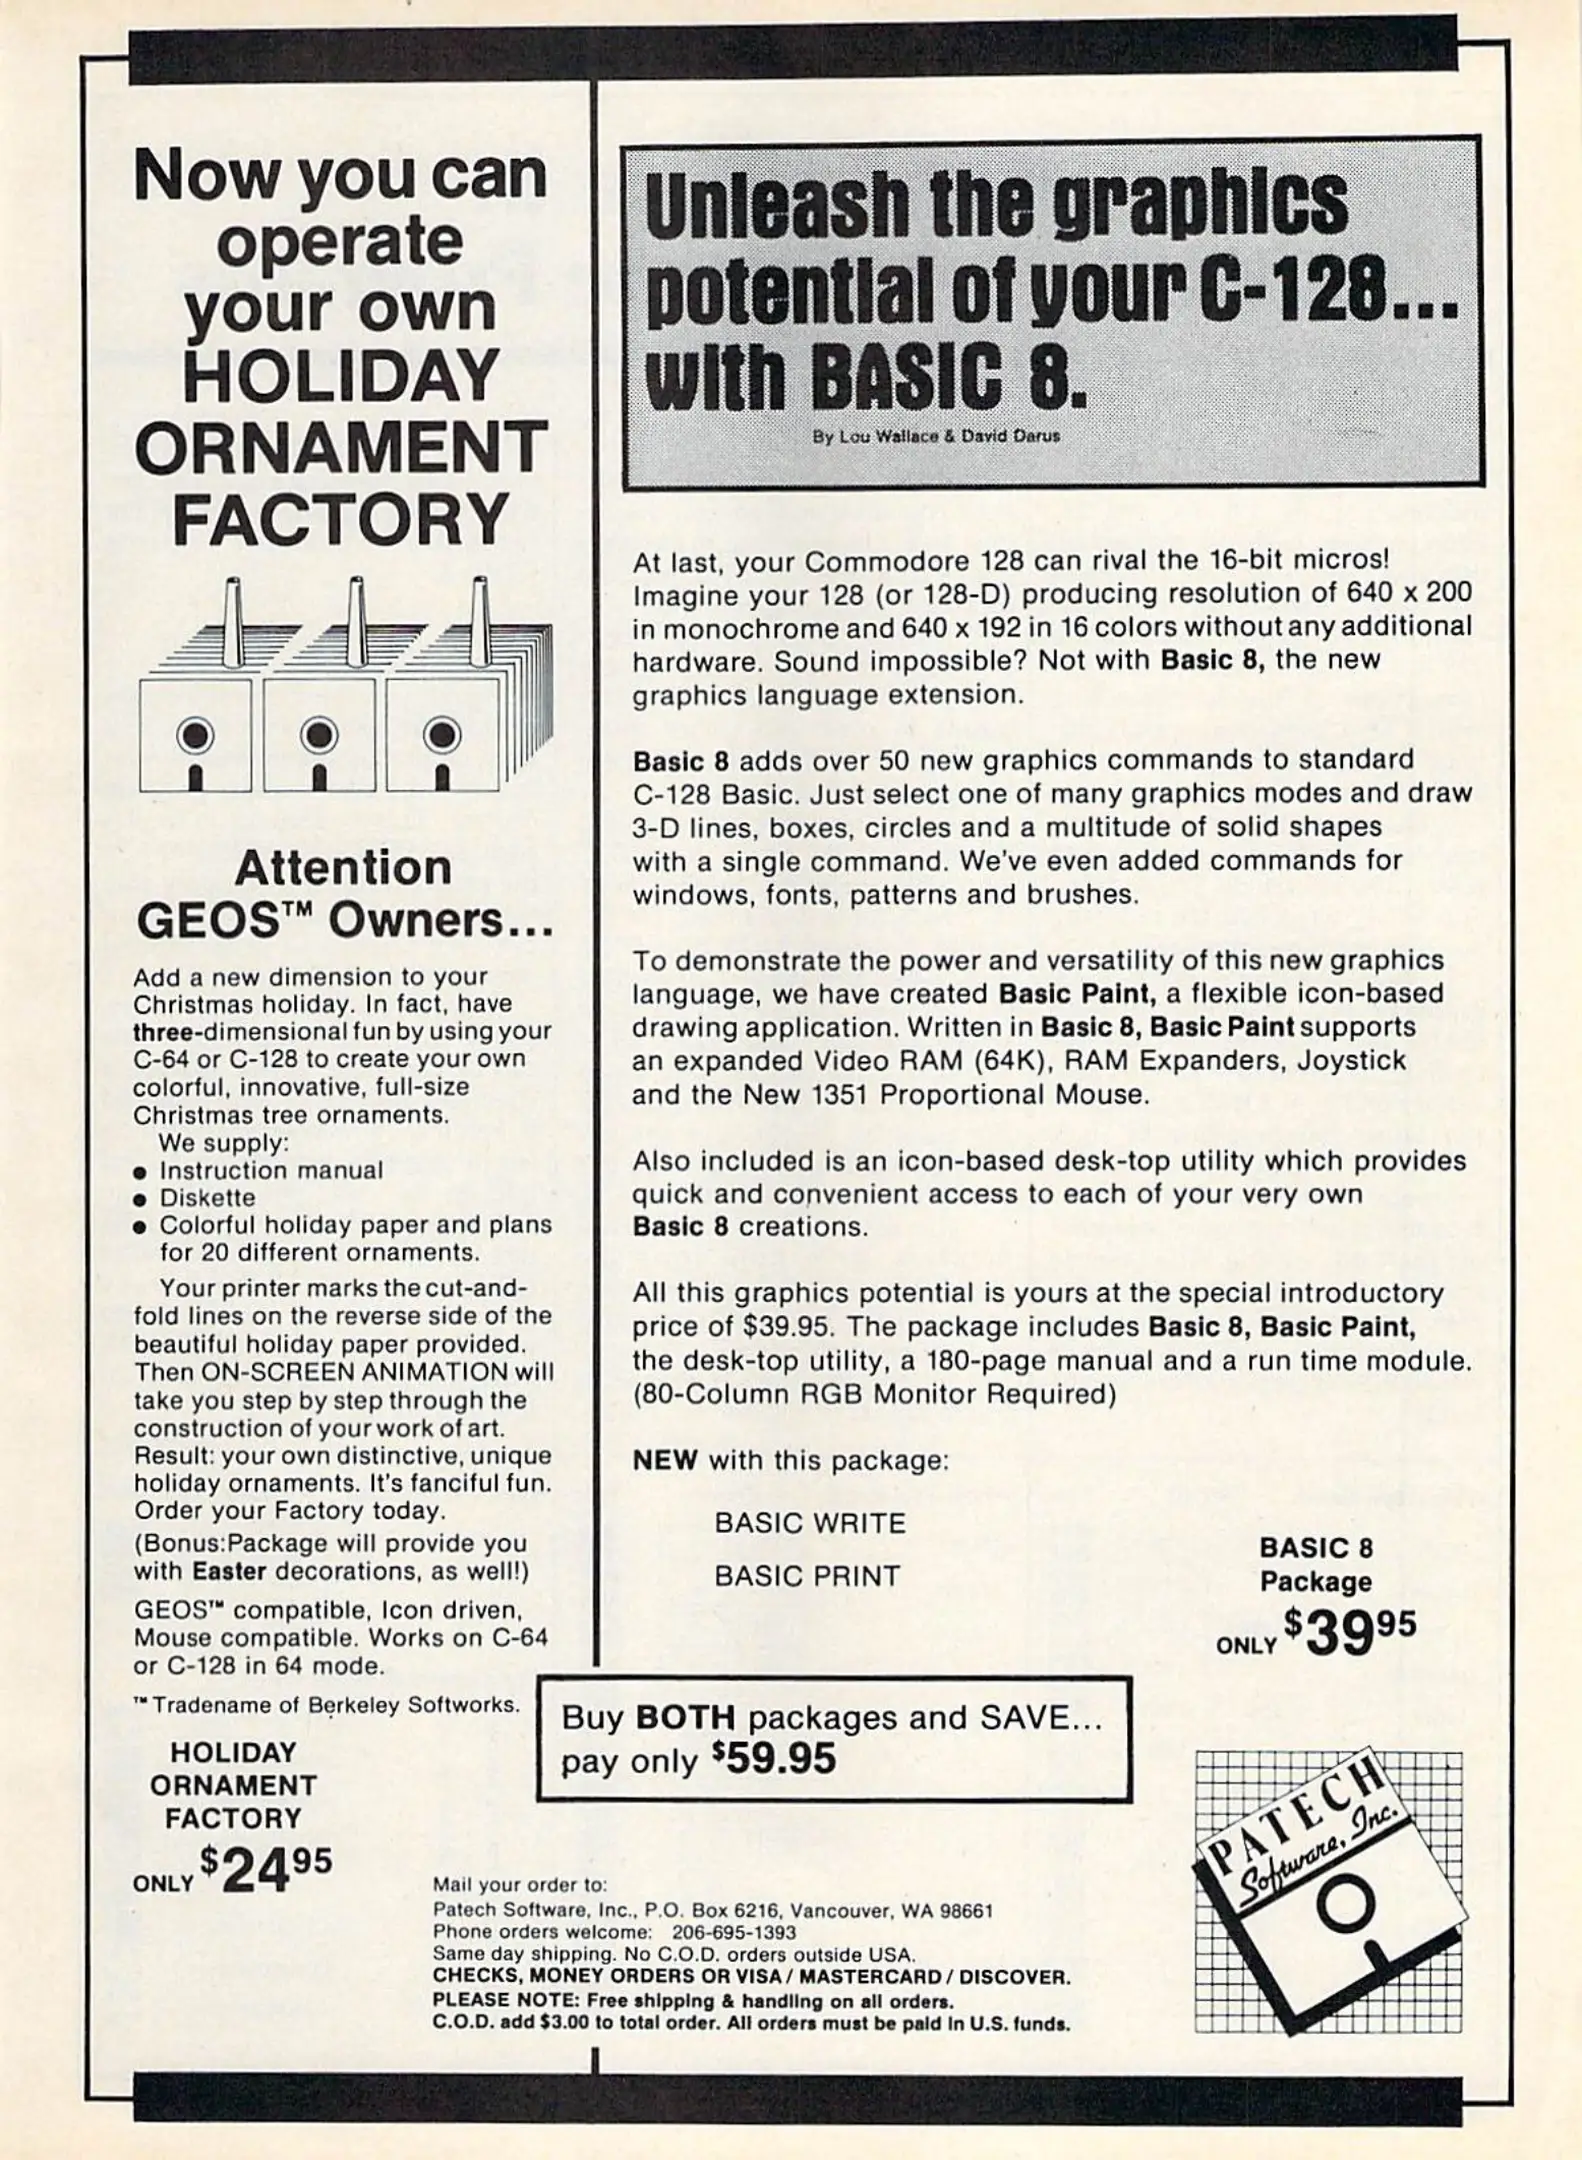 Now you can
operate
your own
HOLIDAY
ORNAMENT
FACTORY
Attention
GEOS™ Owners...
Add a new dimension to your
Christmas holiday. In fact, have
three-dimensional fun by using your
C-64 or C-128 to create your own
colorful, innovative, full-size
Christmas tree ornaments.
We supply:
● Instruction manual
● Diskette
● Colorful holiday paper and plans
for 20 different ornaments.
Your printer marks the cut-and-
fold lines on the reverse side of the
beautiful holiday paper provided.
Then ON-SCREEN ANIMATION will
take you step by step through the
construction of your work of art.
Result: your own distinctive, unique
holiday ornaments. It's fanciful fun.
Order your Factory today.
(Bonus:Package will provide you
with Easter decorations, as well!)
GEOS™ compatible, Icon driven,
Mouse compatible. Works on C-64
or C-128 in 64 mode.
™Tradename of Berkeley Softworks.
HOLIDAY
ORNAMENT
FACTORY
ONLY $24 95
Unleash the graphics
potential of your C-128...
with BASIC 8.
By Lou Wallace & David Darus
At last, your Commodore 128 can rival the 16-bit micros!
Imagine your 128 (or 128-D) producing resolution of 640 x 200
in monochrome and 640 x 192 in 16 colors without any additional
hardware. Sound impossible? Not with Basic 8, the new
graphics language extension.
Basic 8 adds over 50 new graphics commands to standard
C-128 Basic. Just select one of many graphics modes and draw
3-D lines, boxes, circles and a multitude of solid shapes
with a single command. We've even added commands for
windows, fonts, patterns and brushes.
To demonstrate the power and versatility of this new graphics
language, we have created Basic Paint, a flexible icon-based
drawing application. Written in Basic 8, Basic Paint supports
an expanded Video RAM (64K), RAM Expanders, Joystick
and the New 1351 Proportional Mouse.
Also included is an icon-based desk-top utility which provides
quick and convenient access to each of your very own
Basic 8 creations.
All this graphics potential is yours at the special introductory
price of $39.95. The package includes Basic 8, Basic Paint,
the desk-top utility, a 180-page manual and a run time module.
(80-Column RGB Monitor Required)
NEW with this package:
BASIC WRITE
BASIC PRINT
BASIC 8
Package
ONLY $39 95
Buy BOTH packages and SAVE...
pay only $59.95
PATECH
Software, Inc.
Mail your order to:
Patech Software, Inc., P.O. Box 6216, Vancouver, WA 98661
Phone orders welcome: 206-695-1393
Same day shipping. No C.O.D. orders outside USA.
CHECKS, MONEY ORDERS OR VISA / MASTERCARD / DISCOVER.
PLEASE NOTE: Free shipping & handling on all orders.
C.O.D. add $3.00 to total order. All orders must be paid in U.S. funds.